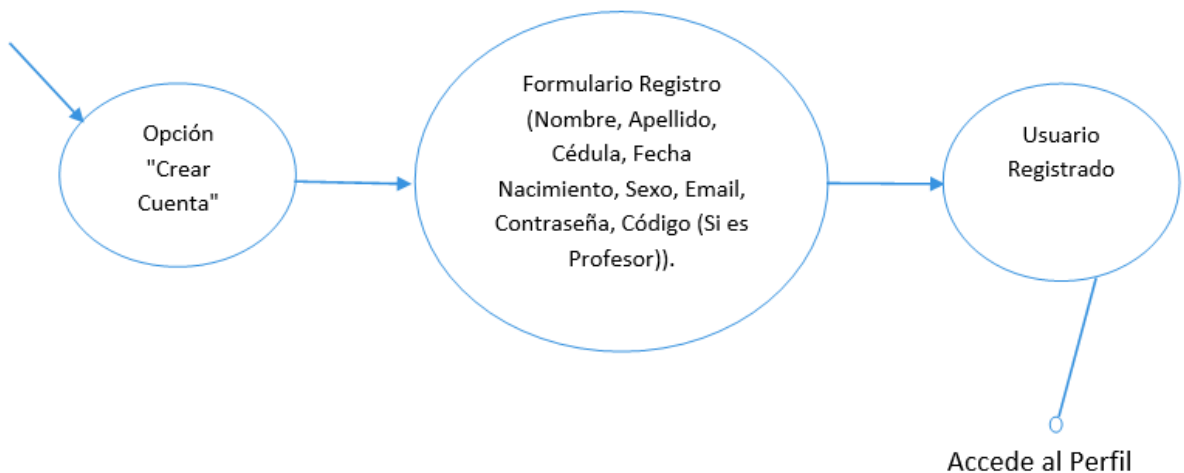 Opción
"Crear
Cuenta"
Formulario Registro
(Nombre, Apellido,
Cédula, Fecha
Nacimiento, Sexo, Email,
Contraseña, Código (Si es
Profesor)).
Usuario
Registrado
Accede al Perfil